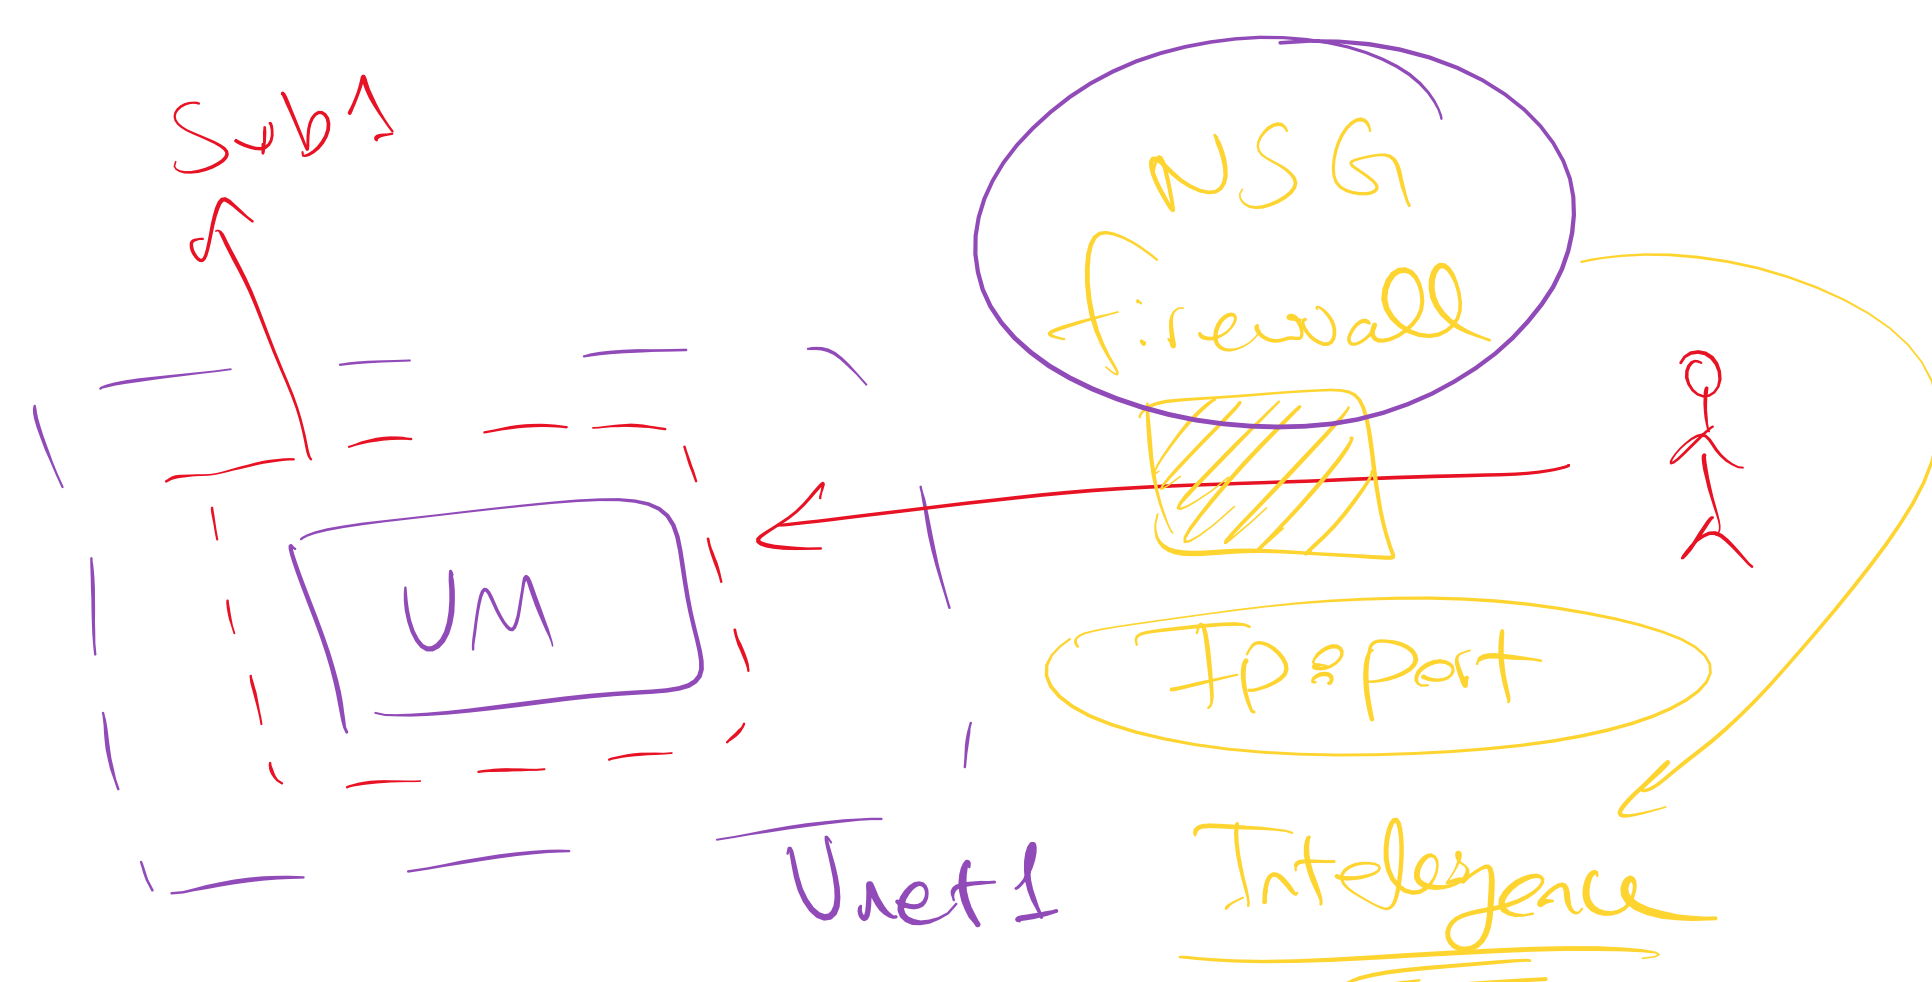 Sub1
NSG
firewall
VM
Ip:port
Vnet1
Intelegence